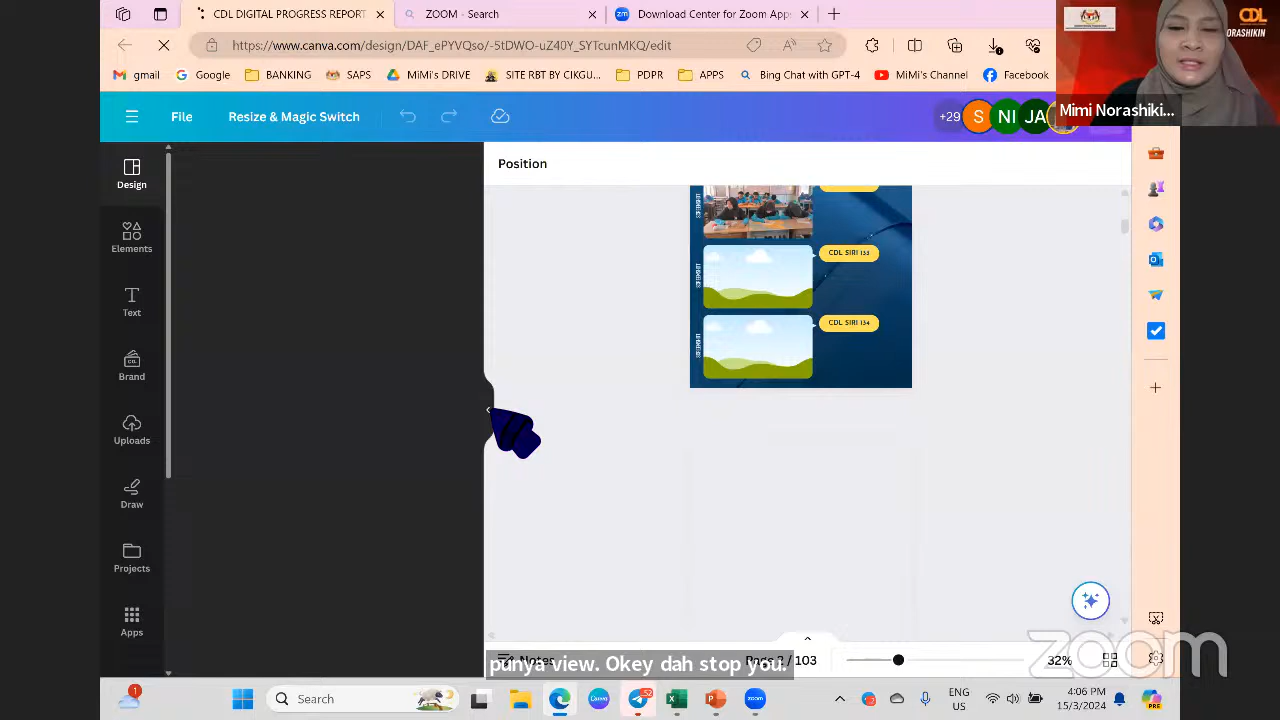 CDL DIGITAL PROGRESS REPORT
ZOOM - Search
Download Center for Zoom App
https://www.canva.com/design/DAF_ePYVQso/-5tDWO-uZ40Y_SYTcunMKQ/edit
gmail
Google
BANKING
SAPS
MiMi's DRIVE
SITE RBT BY CIKGU...
PDPR
APPS
Bing Chat with GPT-4
MiMi's Channel
Facebook
CDL
ORASHIKIN
Mimi Norashiki...
File
Resize & Magic Switch
+29
S
NI
JA
Design
Elements
Text
Brand
Uploads
Draw
Projects
Apps
Position
CDL SIRI 133
CDL SIRI 134
punya view. Okey dah stop you.
Notes
/ 103
32%
zoom
Search
52
ENG
US
4:06 PM
15/3/2024
PRE
1